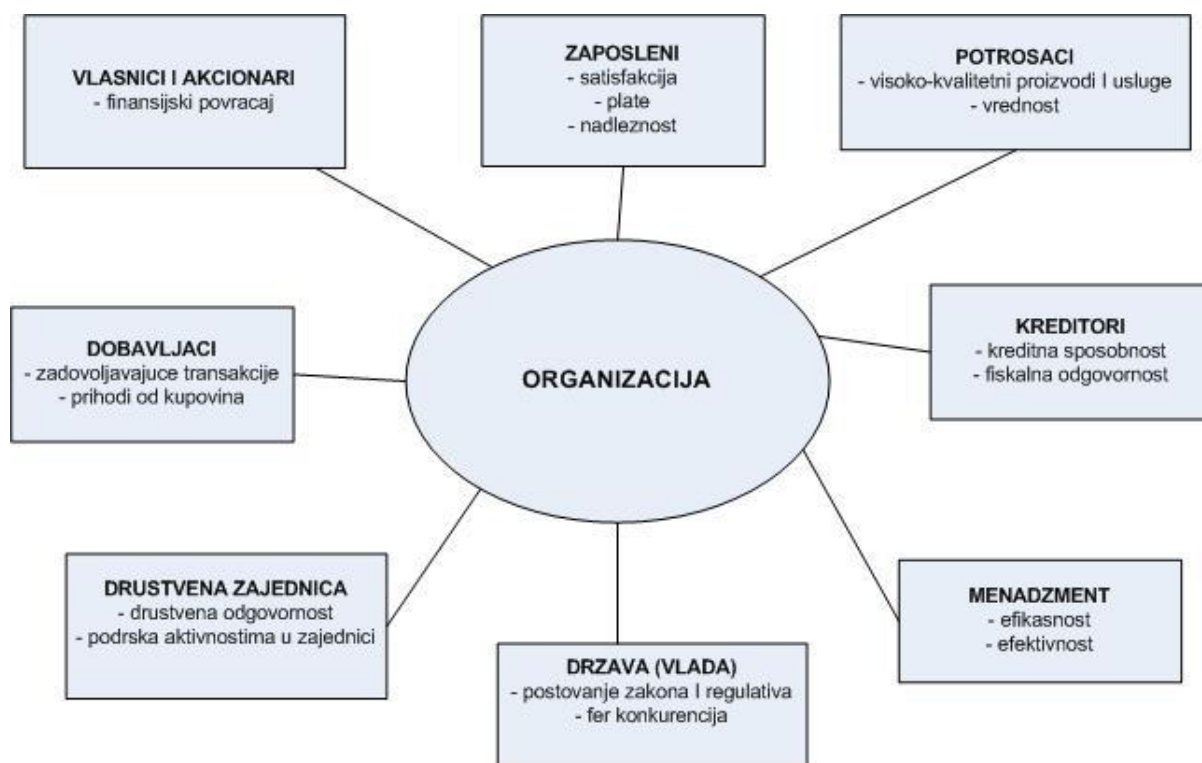 VLASNICI I AKCIONARI
- finansijski povracaj
ZAPOSLENI
- satisfakcija
- plate
- nadleznost
POTROSACI
- visoko-kvalitetni proizvodi I usluge
- vrednost
DOBAVLJACI
- zadovoljavajuce transakcije
- prihodi od kupovina
ORGANIZACIJA
KREDITORI
- kreditna sposobnost
- fiskalna odgovornost
DRUSTVENA ZAJEDNICA
- drustvena odgovornost
- podrska aktivnostima u zajednici
DRZAVA (VLADA)
- postovanje zakona I regulativa
- fer konkurencija
MENADZMENT
- efikasnost
- efektivnost